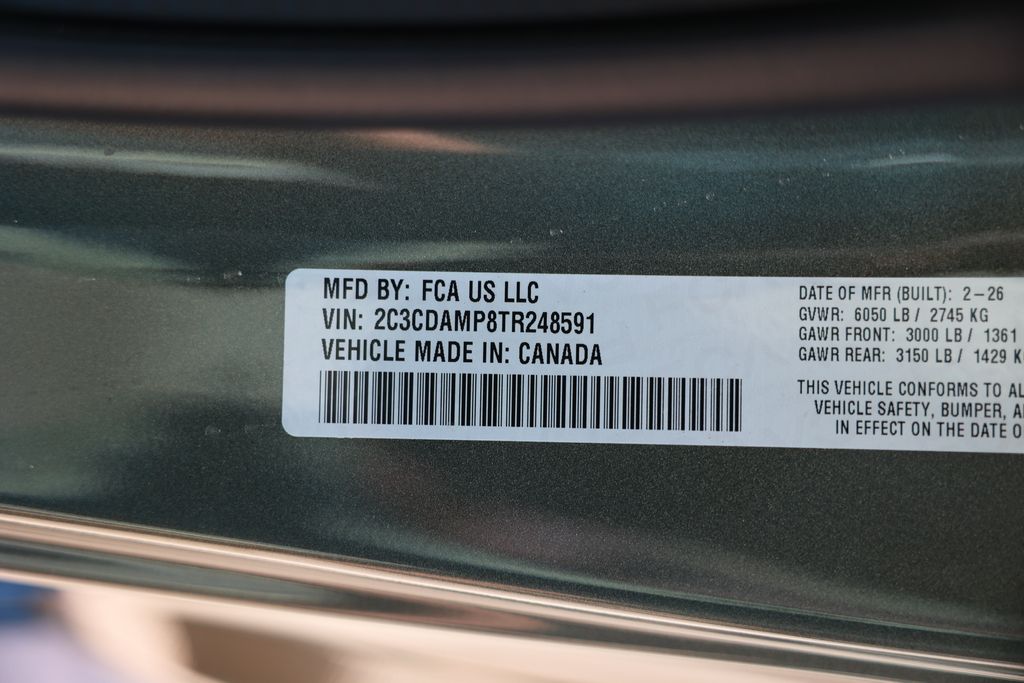 MFD BY: FCA US LLC
VIN: 2C3CDAMP8TR248591
VEHICLE MADE IN: CANADA
DATE OF MFR (BUILT): 2-26
GVWR: 6050 LB / 2745 KG
GAWR FRONT: 3000 LB / 1361
GAWR REAR: 3150 LB / 1429 K
THIS VEHICLE CONFORMS TO AL
VEHICLE SAFETY, BUMPER, A
IN EFFECT ON THE DATE O